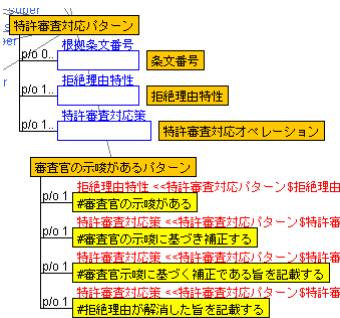 super
特許審査対応パターン
根拠条文番号
p/o 0..
条文番号
p/o 1..
拒絶理由特性
拒絶理由特性
特許審査対応策
p/o 1..
特許審査対応オペレーション
審査官の示唆があるパターン
拒絶理由特性 <<特許審査対応パターン$拒絶理由
p/o 1
#審査官の示唆がある
特許審査対応策 <<特許審査対応パターン$特許審
p/o 1
#審査官の示唆に基づき補正する
特許審査対応策 <<特許審査対応パターン$特許審
p/o 1
#審査官示唆に基づく補正である旨を記載する
特許審査対応策 <<特許審査対応パターン$特許審
p/o 1
#拒絶理由が解消した旨を記載する